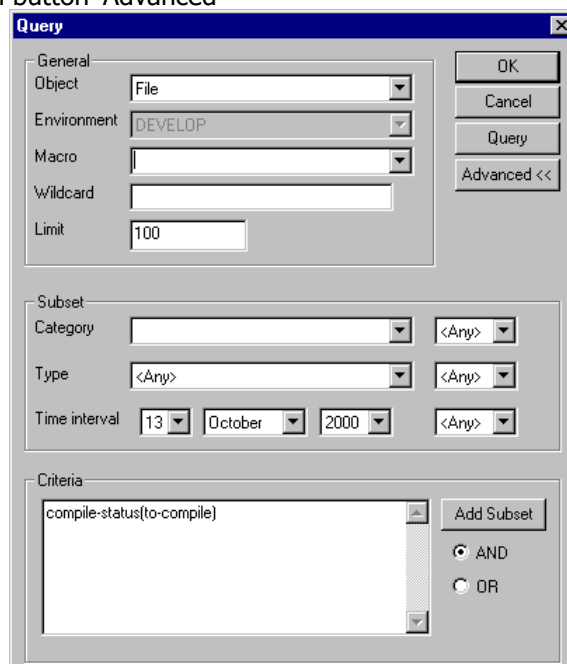 button Advanced
Query
General
Object File
Environment DEVELOP
Macro
Wildcard
Limit 100
OK
Cancel
Query
Advanced <<
Subset
Category <Any>
Type <Any> <Any>
Time interval 13 October 2000 <Any>
Criteria
compile-status(to-compile)
Add Subset
AND
OR